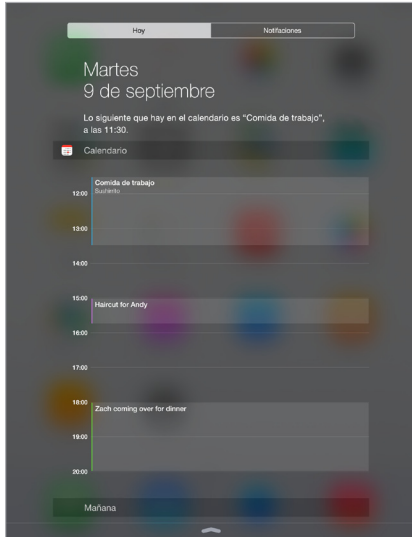 Hoy
Notifaciones
Martes
9 de septiembre
Lo siguiente que hay en el calendario es “Comida de trabajo”,
a las 11:30.
Calendario
Comida de trabajo
Sushirrito
12:00
13:00
14:00
15:00
Haircut for Andy
16:00
17:00
18:00
Zach coming over for dinner
19:00
20:00
Mañana